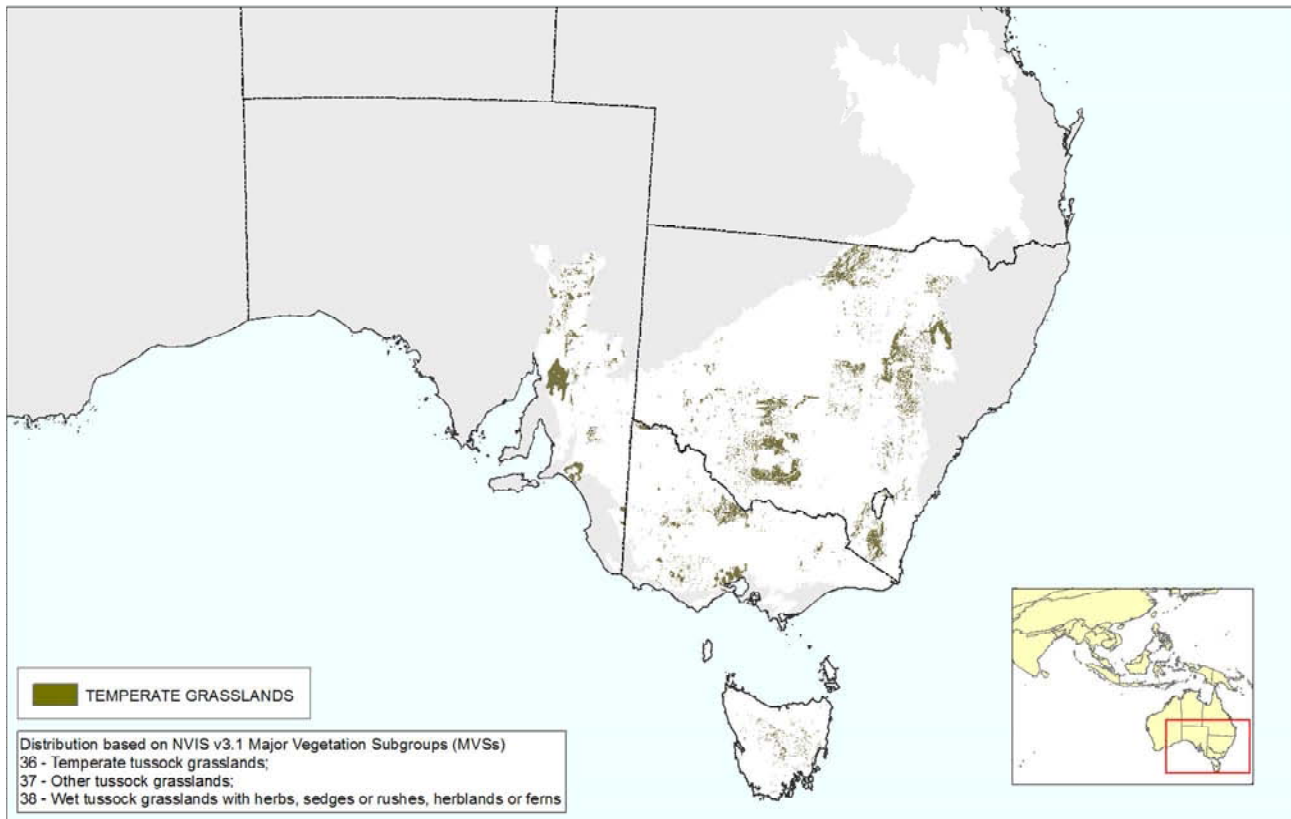 TEMPERATE GRASSLANDS
Distribution based on NVIS v3.1 Major Vegetation Subgroups (MVSs)
36 - Temperate tussock grasslands;
37 - Other tussock grasslands;
38 - Wet tussock grasslands with herbs, sedges or rushes, herblands or ferns